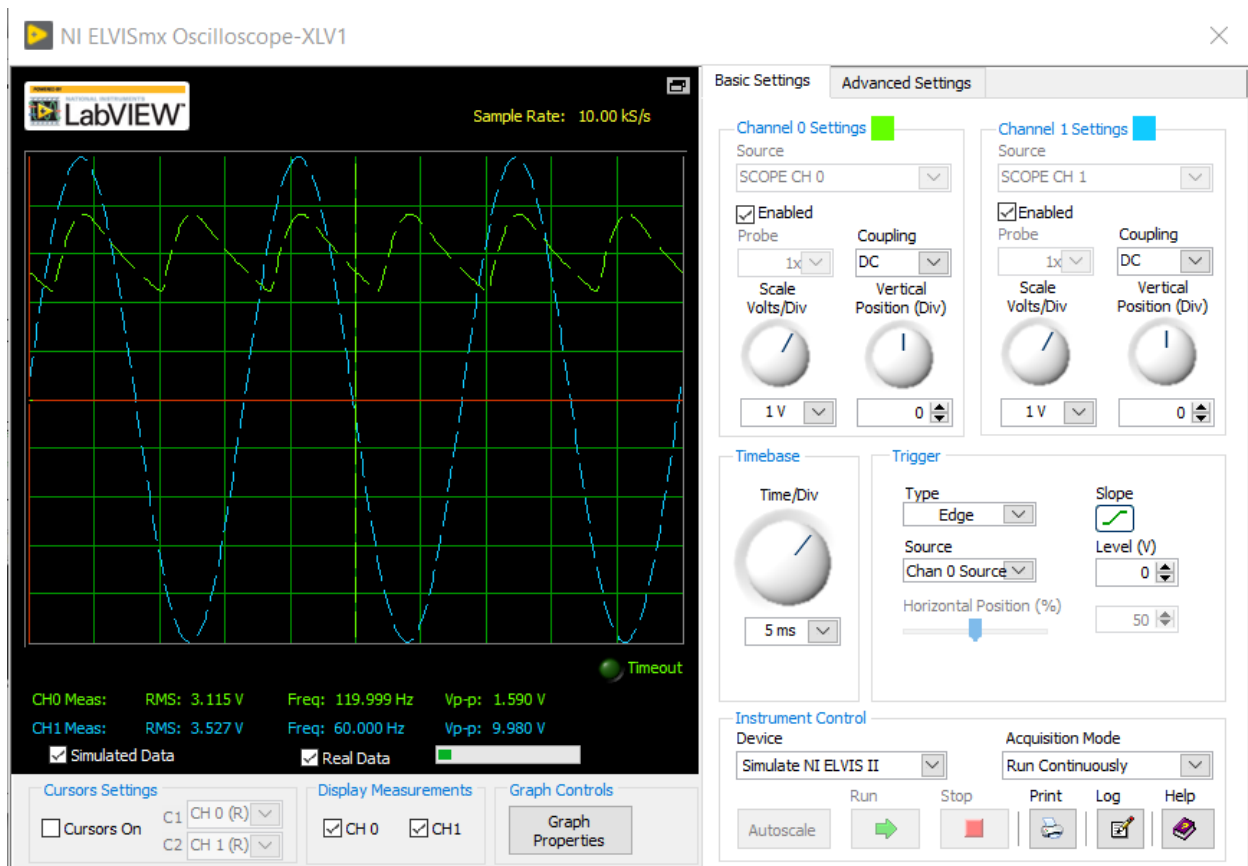 NI ELVISmx Oscilloscope-XLV1
POWERED BY
NATIONAL INSTRUMENTS
LabVIEW™
Sample Rate: 10.00 kS/s
Timeout
CH0 Meas: RMS: 3.115 V Freq: 119.999 Hz Vp-p: 1.590 V
CH1 Meas: RMS: 3.527 V Freq: 60.000 Hz Vp-p: 9.980 V
Simulated Data Real Data
Cursors Settings
Cursors On
C1 CH 0 (R)
C2 CH 1 (R)
Display Measurements
CH 0 CH1
Graph Controls
Graph
Properties
Basic Settings Advanced Settings
Channel 0 Settings
Source
SCOPE CH 0
Enabled
Probe Coupling
1x DC
Scale Vertical
Volts/Div Position (Div)
1 V 0
Channel 1 Settings
Source
SCOPE CH 1
Enabled
Probe Coupling
1x DC
Scale Vertical
Volts/Div Position (Div)
1 V 0
Timebase
Time/Div
5 ms
Trigger
Type Slope
Edge
Source Level (V)
Chan 0 Source 0
Horizontal Position (%)
50
Instrument Control
Device Acquisition Mode
Simulate NI ELVIS II Run Continuously
Run Stop Print Log Help
Autoscale